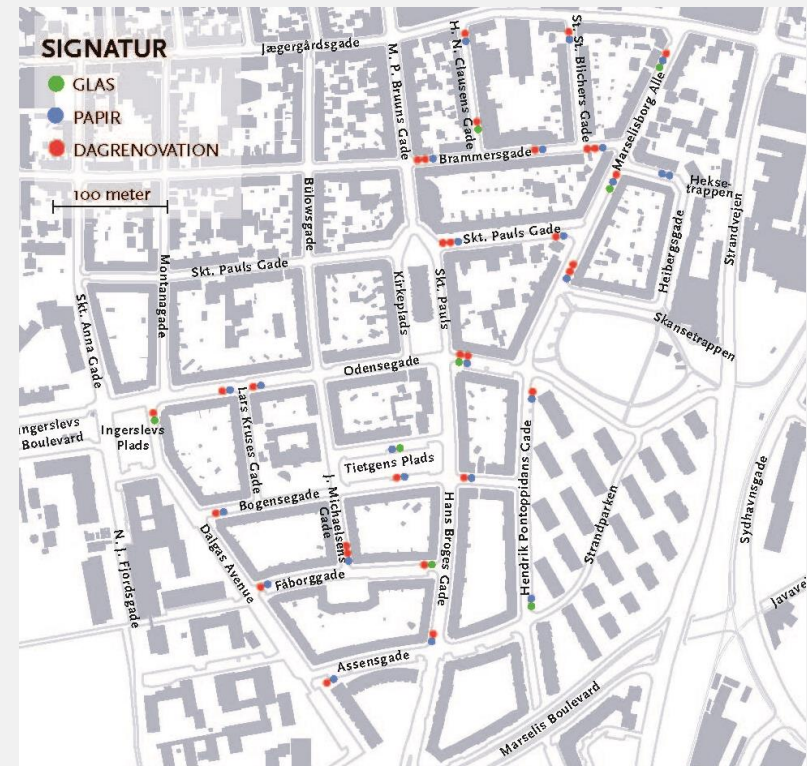 SIGNATUR
GLAS
PAPIR
DAGRENOVATION
100 meter
Jægergårdsgade
M. P. Bruuns Gade
H. N. Clausens Gade
St. St. Blichers Gade
Marselisborg Alle
Brammersgade
Hekse-
trappen
Strandvejen
Heibergsgade
Bülowsgade
Skt. Pauls Gade
Skt. Pauls Gade
Montanagade
Skt. Anna Gade
Kirkeplads
Skt. Pauls
Skansetrappen
Odensegade
Lars Kruses Gade
Ingerslevs
Plads
ngerslevs
Boulevard
Tietgens Plads
Hendrik Pontoppidans Gade
Strandparken
Sydhavnsgade
Bogensegade
J. Michaelsens
Gade
Hans Broges Gade
Dalgas Avenue
N. J. Fjordsgade
Fåborggade
Assensgade
Marselis Boulevard
Javave